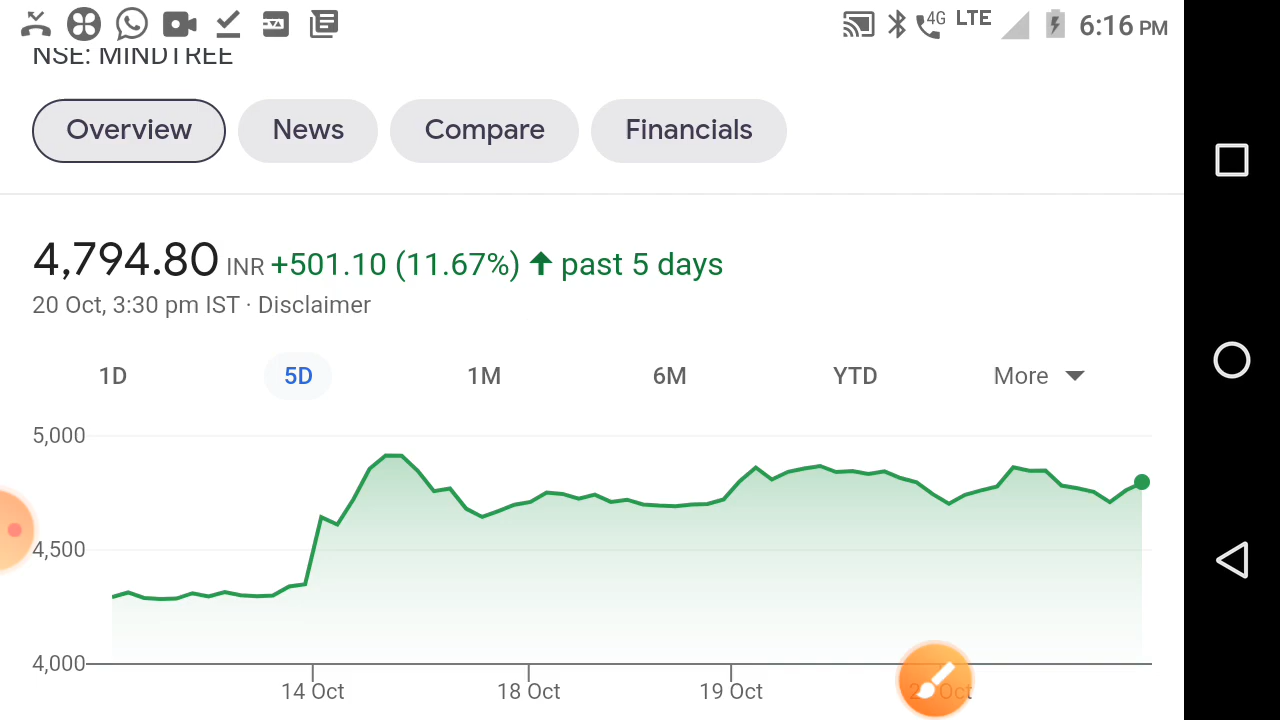 4G LTE 6:16 PM
NSE: MINDTREE
Overview News Compare Financials
4,794.80 INR +501.10 (11.67%) ↑ past 5 days
20 Oct, 3:30 pm IST · Disclaimer
1D 5D 1M 6M YTD More
5,000
4,500
4,000
14 Oct 18 Oct 19 Oct